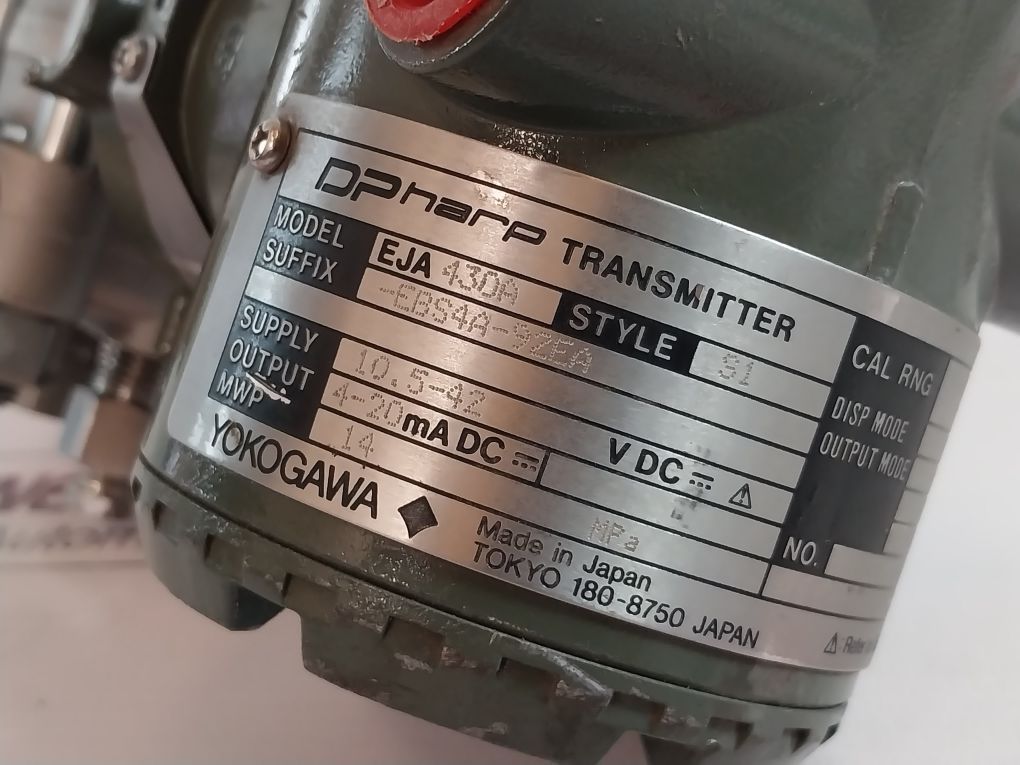 DPharp TRANSMITTER
MODEL EJA 430A STYLE S1
SUFFIX -EBS4A-92EA
SUPPLY 10.5-42 V DC ⎓ ⚠
OUTPUT 4-20 mA DC ⎓
MWP 14 MPa
YOKOGAWA ◆
Made in Japan
TOKYO 180-8750 JAPAN
CAL RNG
DISP MODE
OUTPUT MODE
NO.